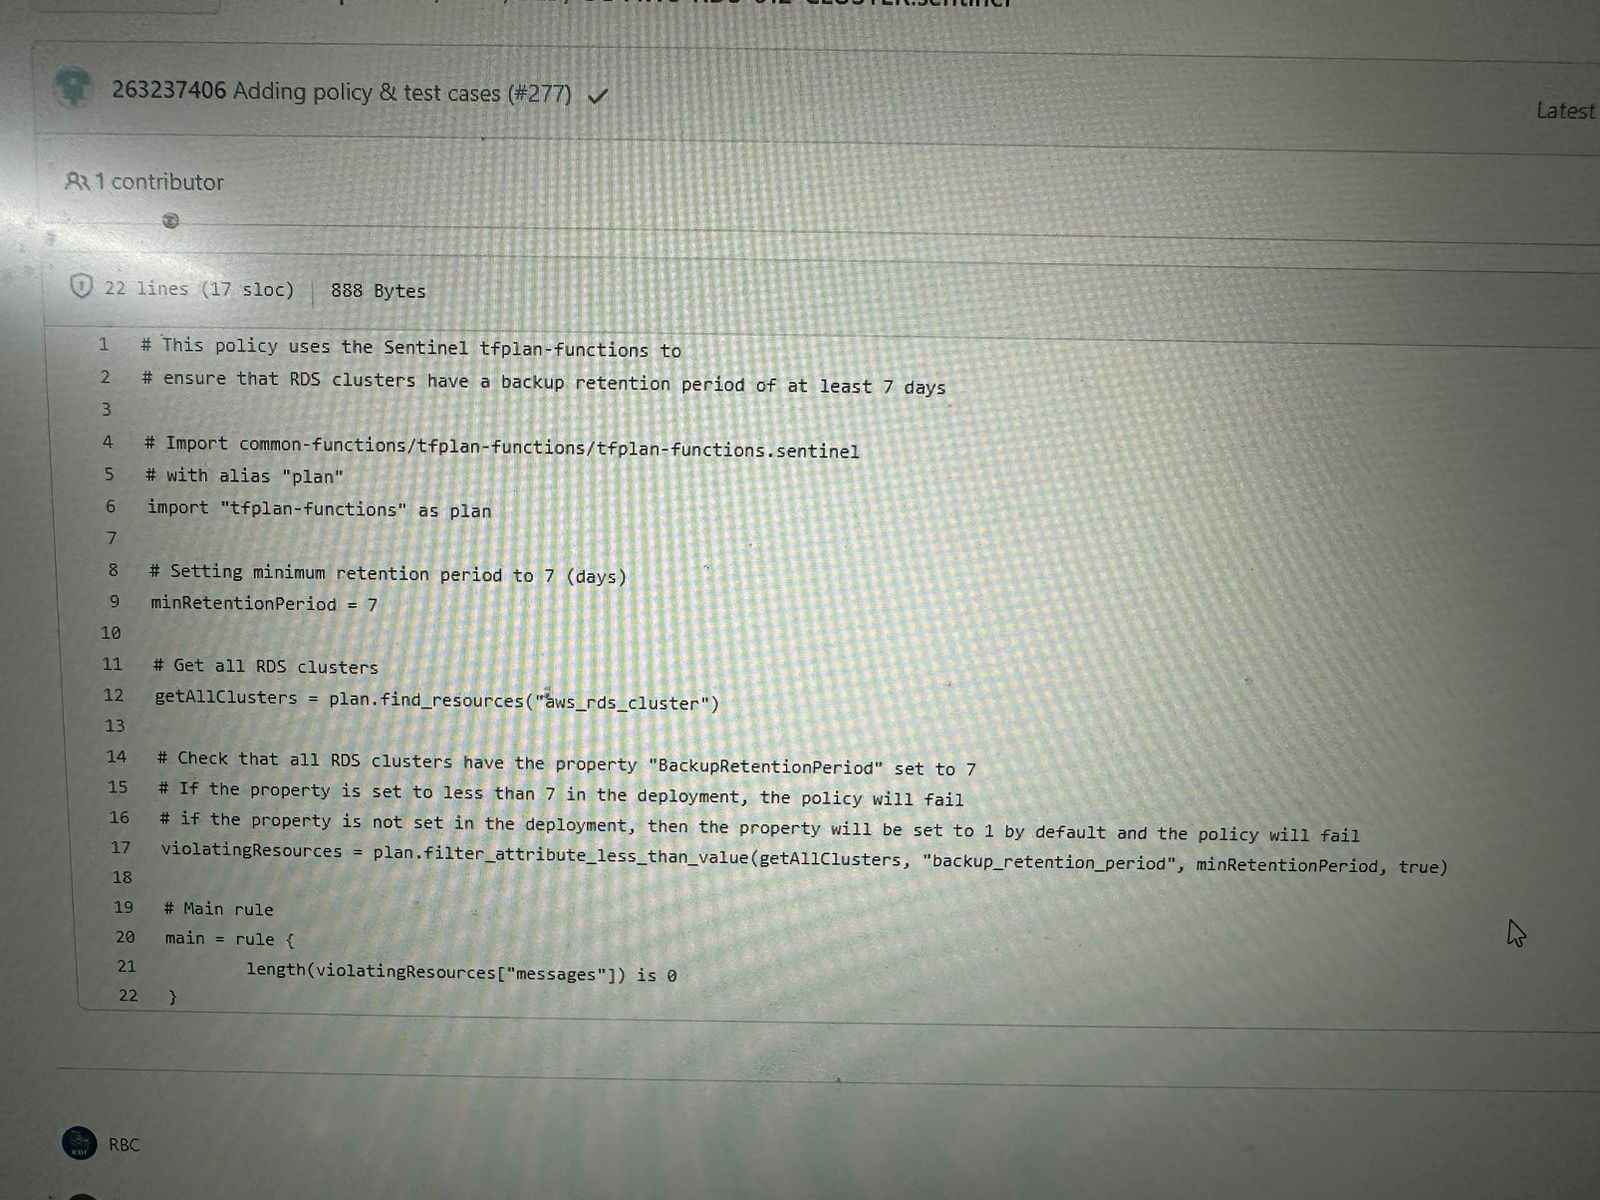 263237406 Adding policy & test cases (#277)
Latest
1 contributor
22 lines (17 sloc) 888 Bytes
1 # This policy uses the Sentinel tfplan-functions to
2 # ensure that RDS clusters have a backup retention period of at least 7 days
3
4 # Import common-functions/tfplan-functions/tfplan-functions.sentinel
5 # with alias "plan"
6 import "tfplan-functions" as plan
7
8 # Setting minimum retention period to 7 (days)
9 minRetentionPeriod = 7
10
11 # Get all RDS clusters
12 getAllClusters = plan.find_resources("aws_rds_cluster")
13
14 # Check that all RDS clusters have the property "BackupRetentionPeriod" set to 7
15 # If the property is set to less than 7 in the deployment, the policy will fail
16 # if the property is not set in the deployment, then the property will be set to 1 by default and the policy will fail
17 violatingResources = plan.filter_attribute_less_than_value(getAllClusters, "backup_retention_period", minRetentionPeriod, true)
18
19 # Main rule
20 main = rule {
21 length(violatingResources["messages"]) is 0
22 }
RBC